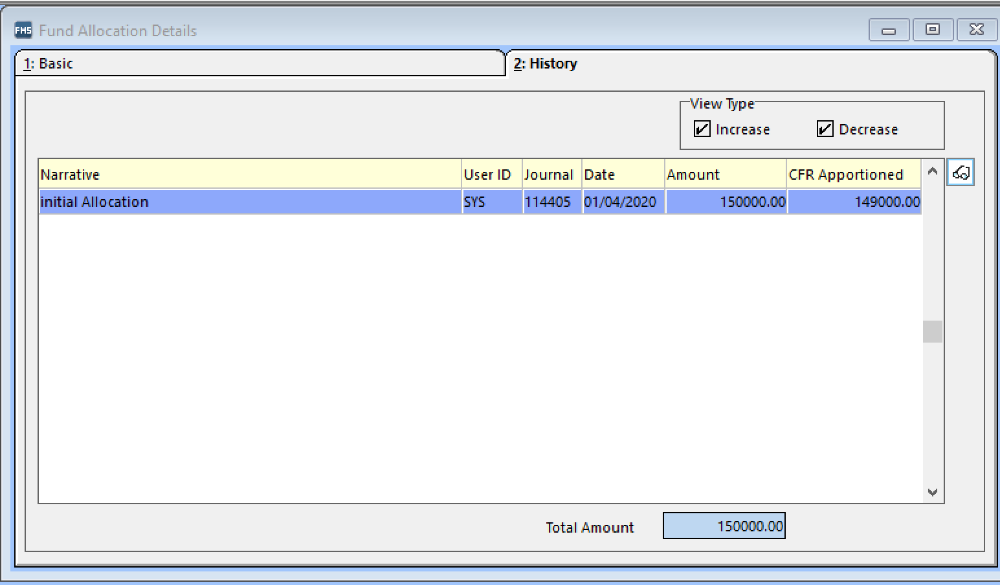 FMS Fund Allocation Details
1: Basic
2: History
View Type
Increase Decrease
Narrative User ID Journal Date Amount CFR Apportioned
initial Allocation SYS 114405 01/04/2020 150000.00 149000.00
Total Amount 150000.00